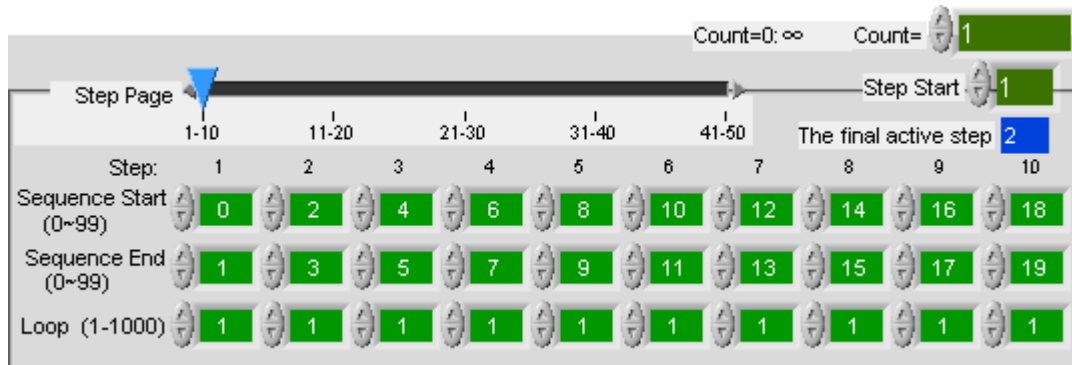 Count=0: ∞ Count= 1
Step Page Step Start 1
1-10 11-20 21-30 31-40 41-50
The final active step 2
Step: 1 2 3 4 5 6 7 8 9 10
Sequence Start 0 2 4 6 8 10 12 14 16 18
(0~99)
Sequence End 1 3 5 7 9 11 13 15 17 19
(0~99)
Loop (1-1000) 1 1 1 1 1 1 1 1 1 1